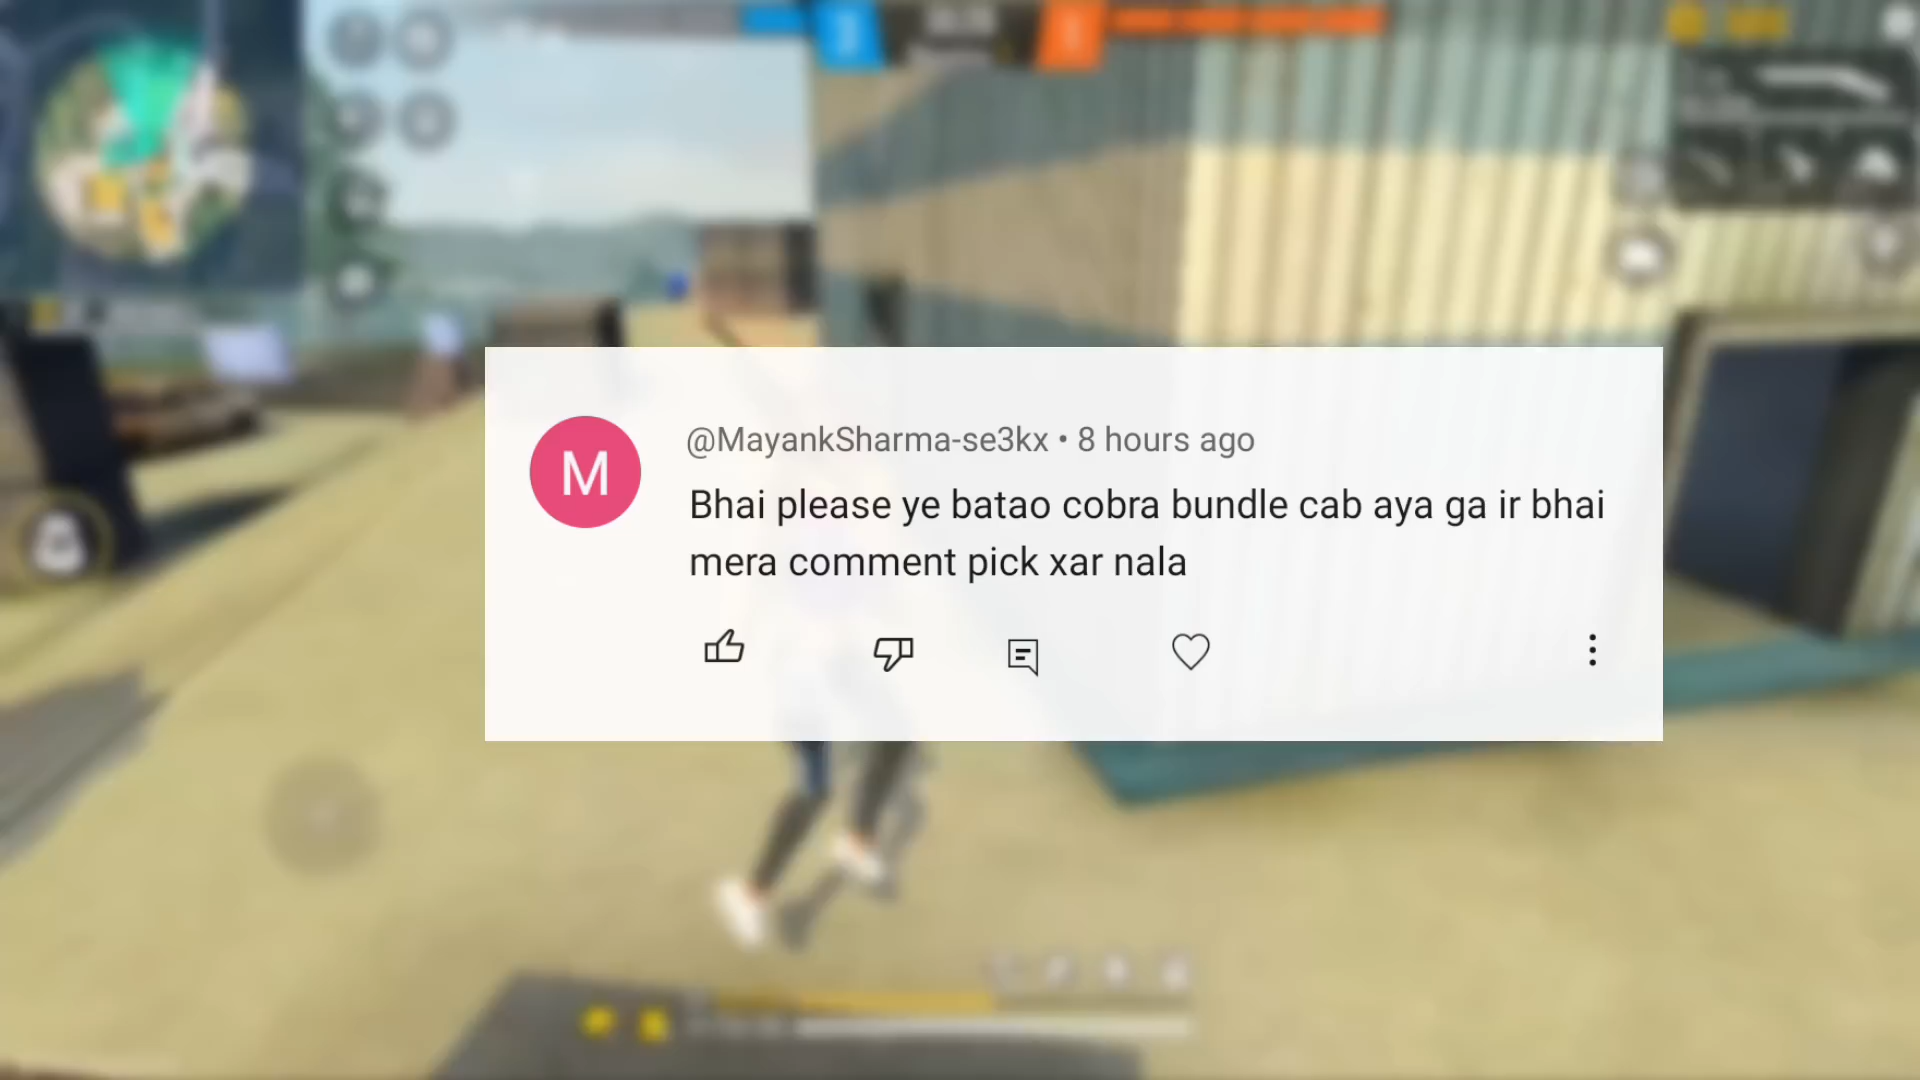 @MayankSharma-se3kx • 8 hours ago
M
Bhai please ye batao cobra bundle cab aya ga ir bhai
mera comment pick xar nala